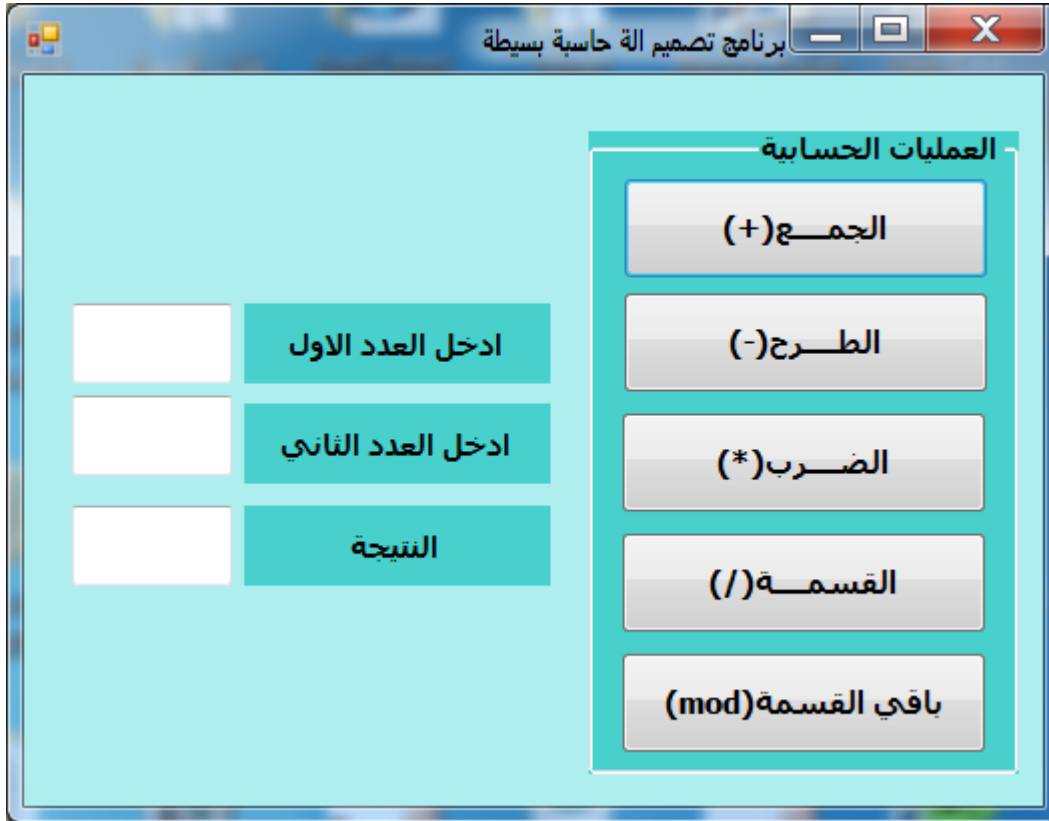 برنامج تصميم الة حاسبة بسيطة
العمليات الحسابية
الجمـــع(+)
الطـــرح(-)
الضـــرب(*)
القسمـــة(/)
باقي القسمة(mod)
ادخل العدد الاول
ادخل العدد الثاني
النتيجة